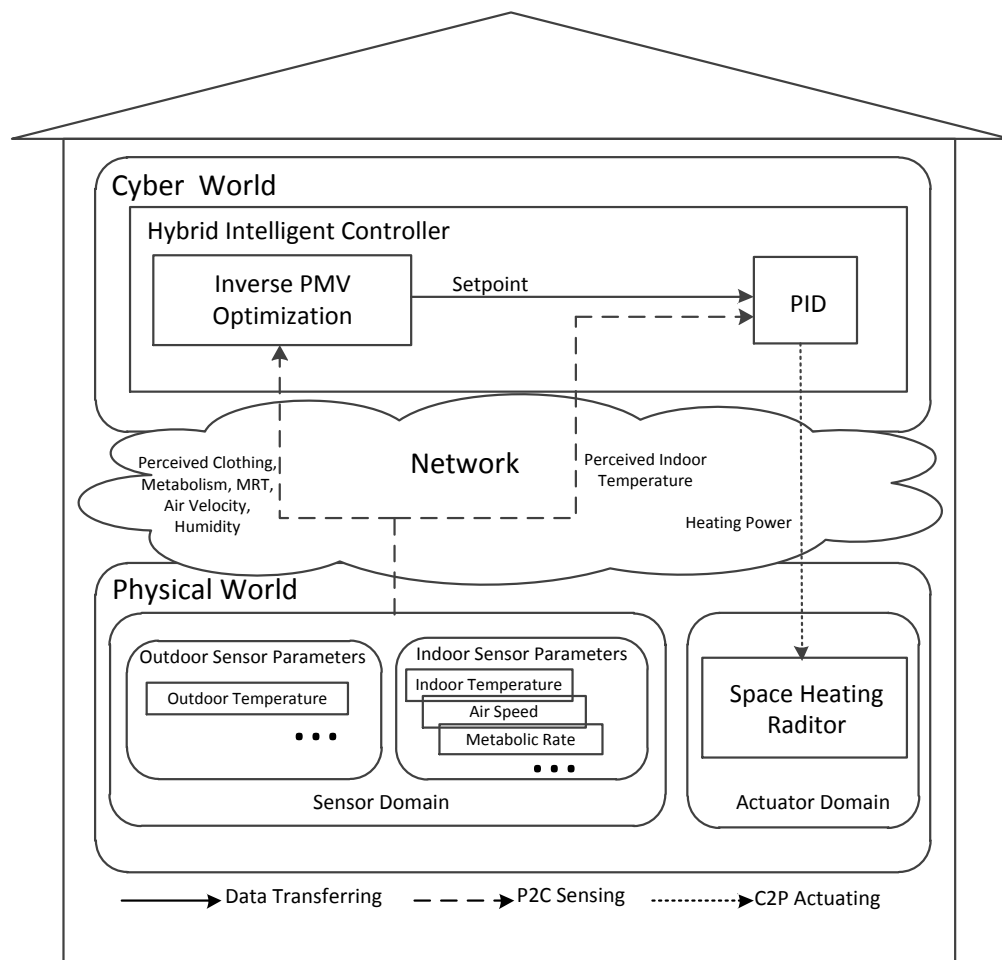 Cyber World
Hybrid Intelligent Controller
Inverse PMV
Optimization
Setpoint
PID
Network
Perceived Clothing,
Metabolism, MRT,
Air Velocity,
Humidity
Perceived Indoor
Temperature
Heating Power
Physical World
Outdoor Sensor Parameters
Outdoor Temperature
...
Indoor Sensor Parameters
Indoor Temperature
Air Speed
Metabolic Rate
...
Sensor Domain
Space Heating
Raditor
Actuator Domain
Data Transferring
P2C Sensing
C2P Actuating